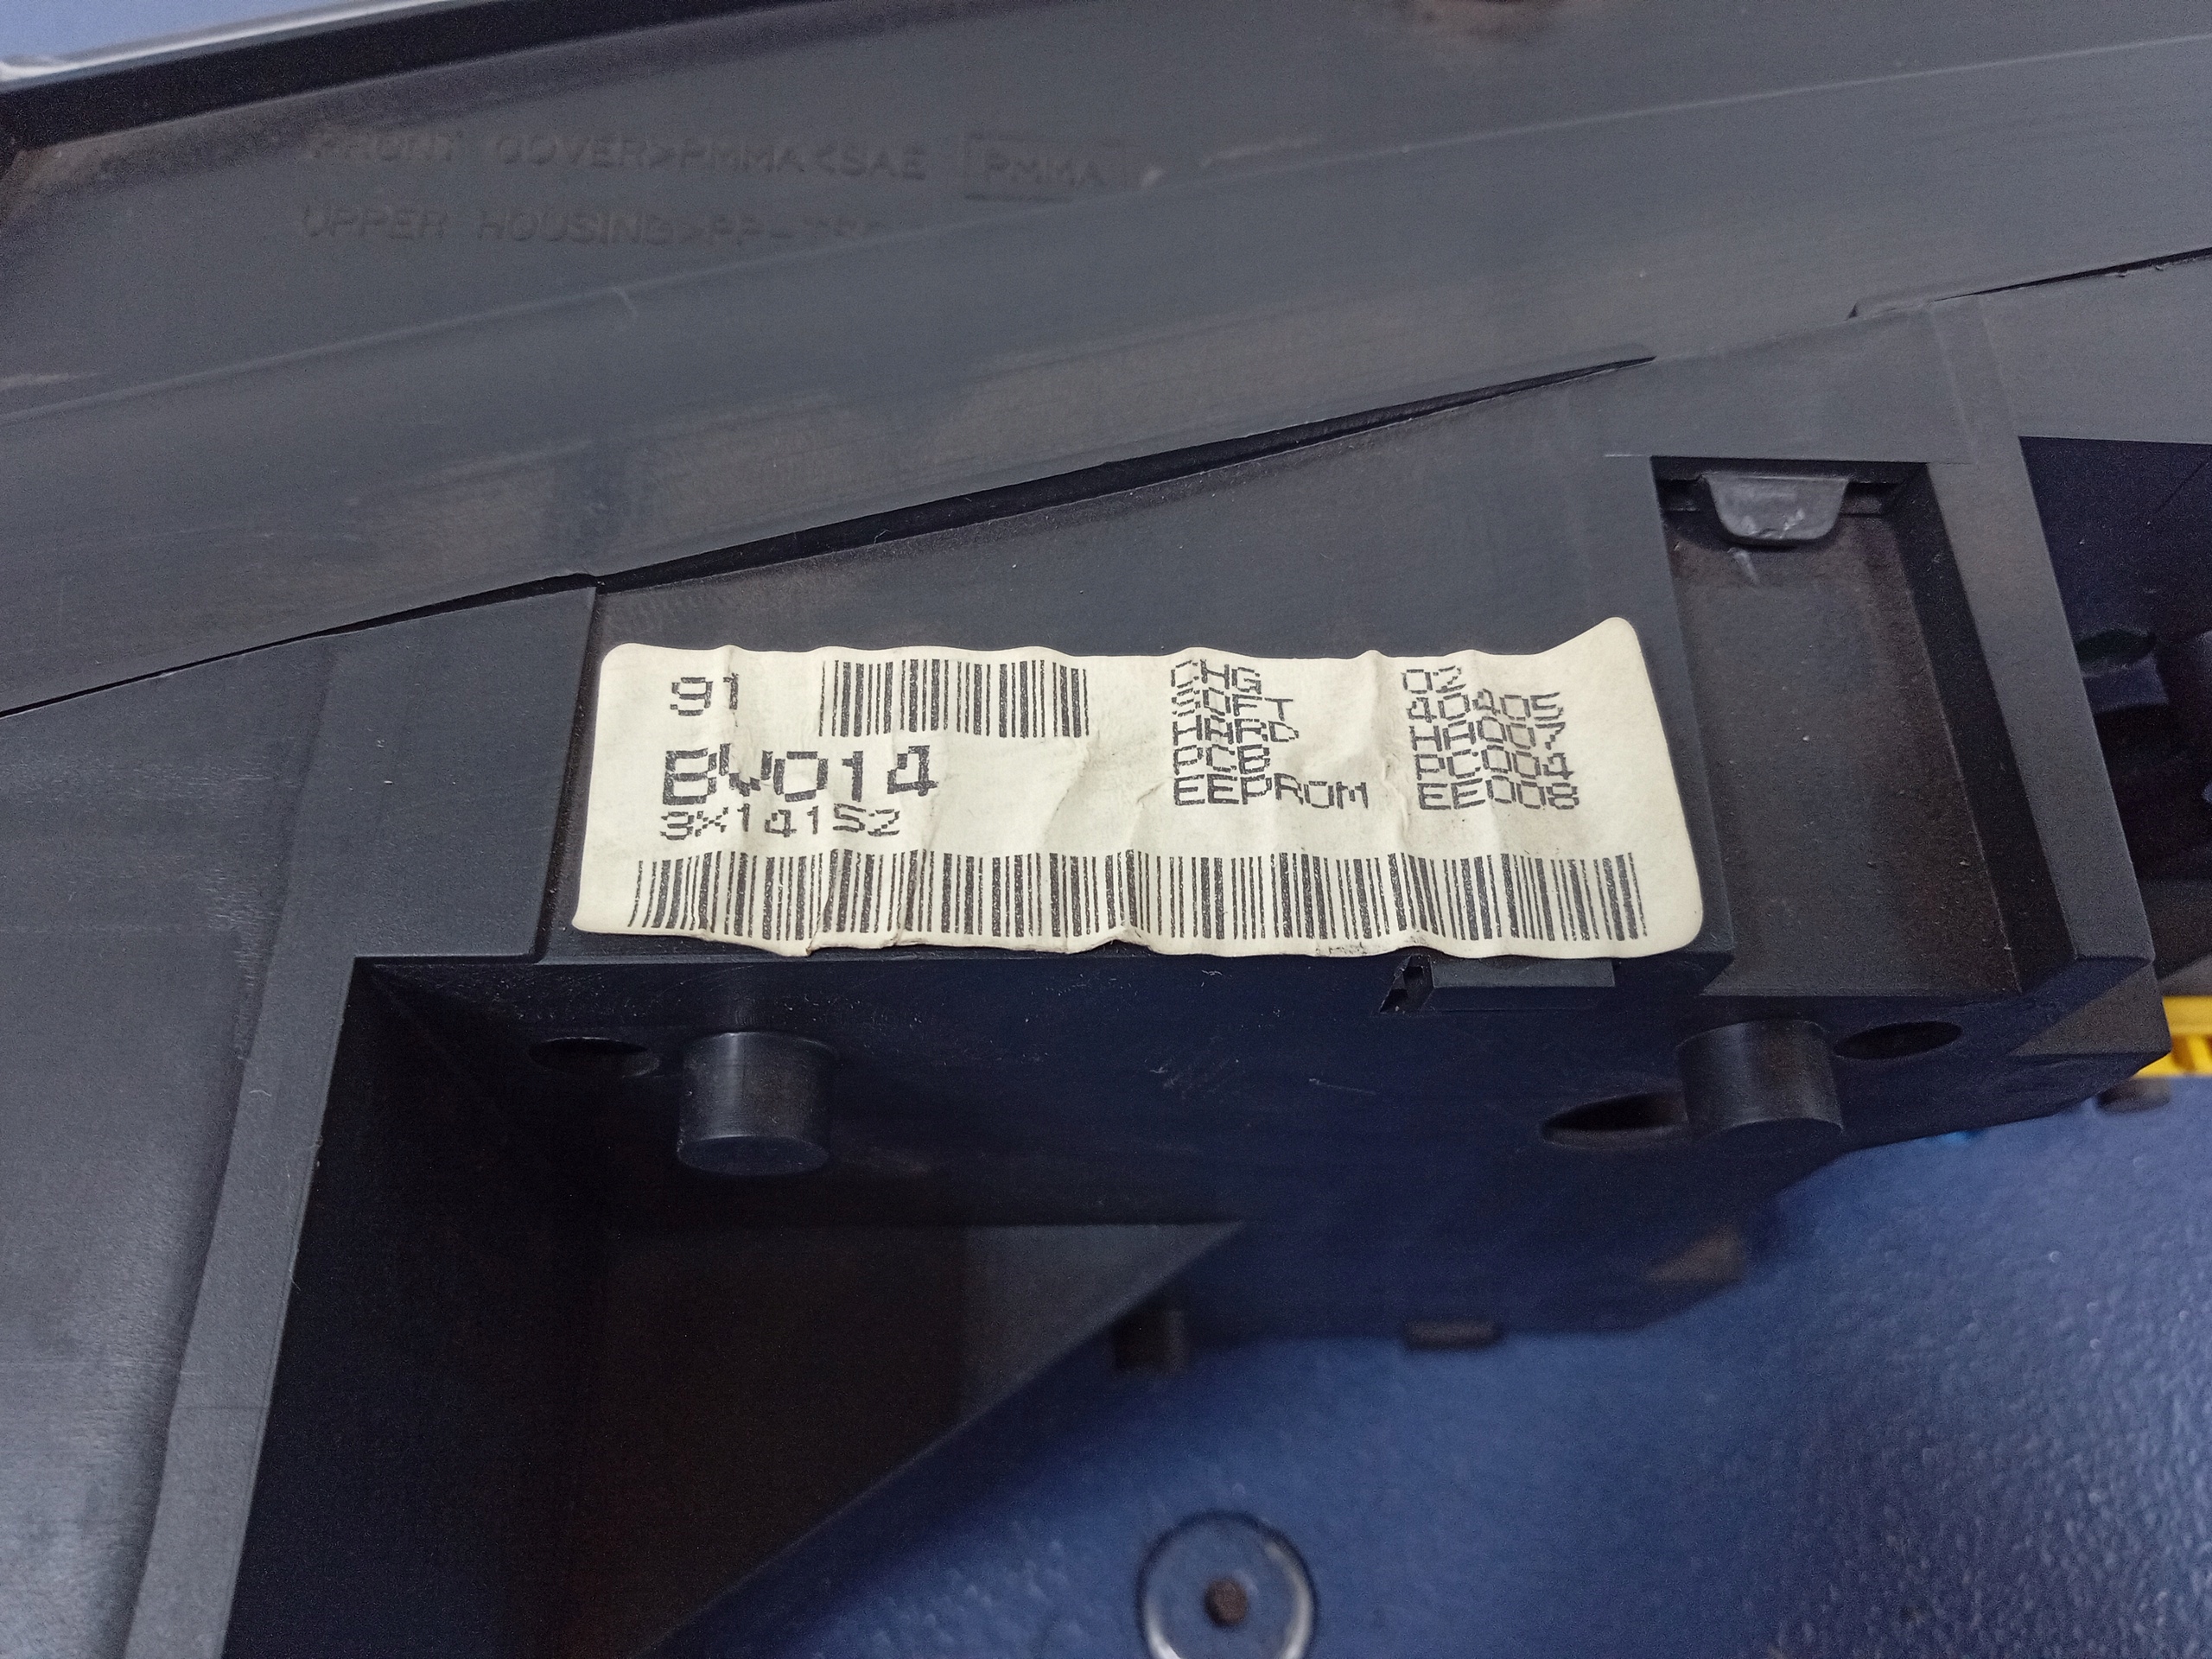 FRONT COVER>PMMA<SAE PMMA
UPPER HOUSING>PP-T
91
BV014
3X14152
CHG 02
SOFT 40405
HARD HA007
PCB PC004
EEPROM EE008